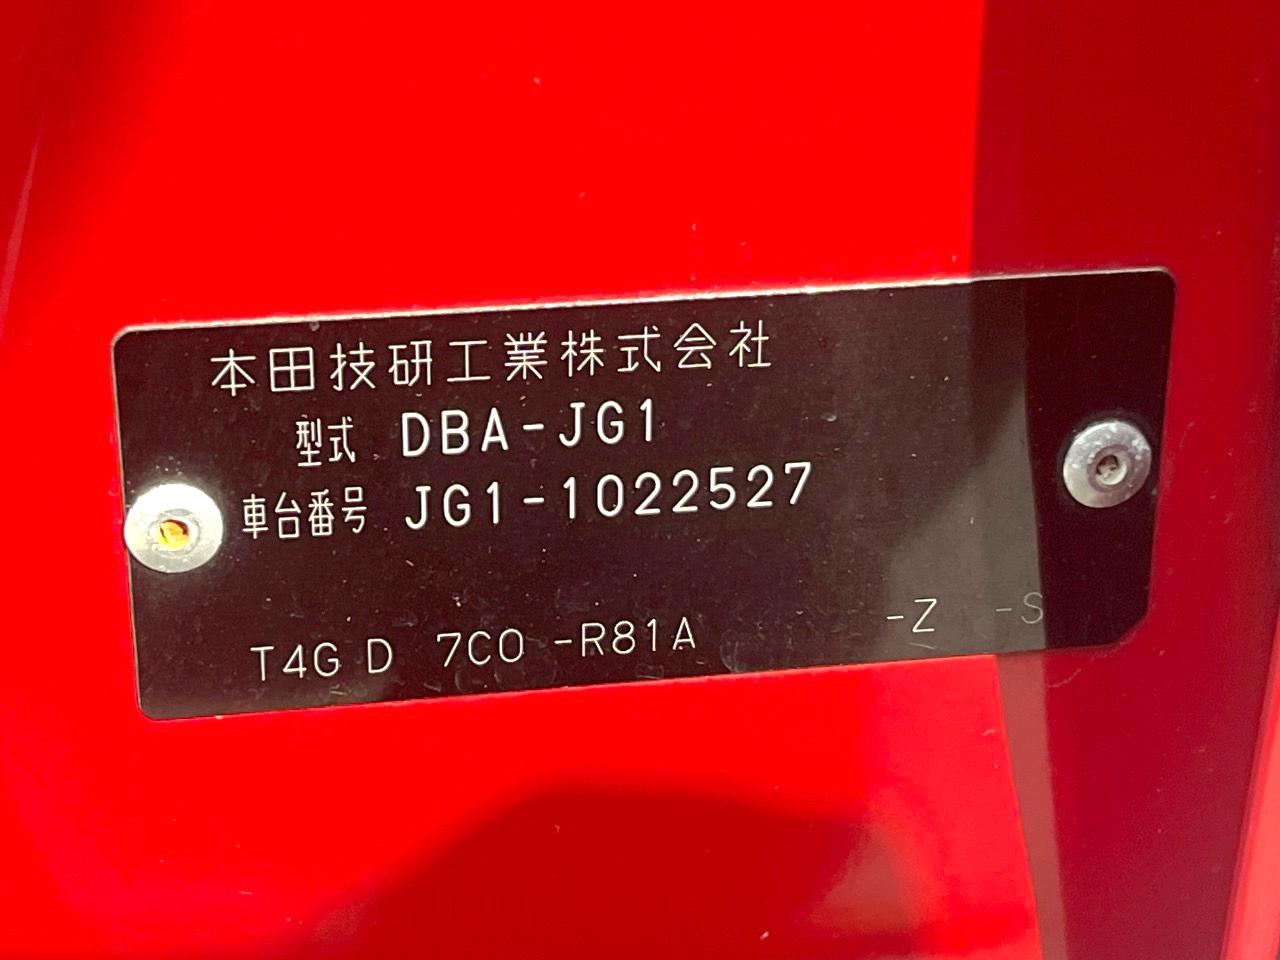 本田技研工業株式会社
型式 DBA-JG1
車台番号 JG1-1022527
T4G D 7C0 -R81A -Z -S